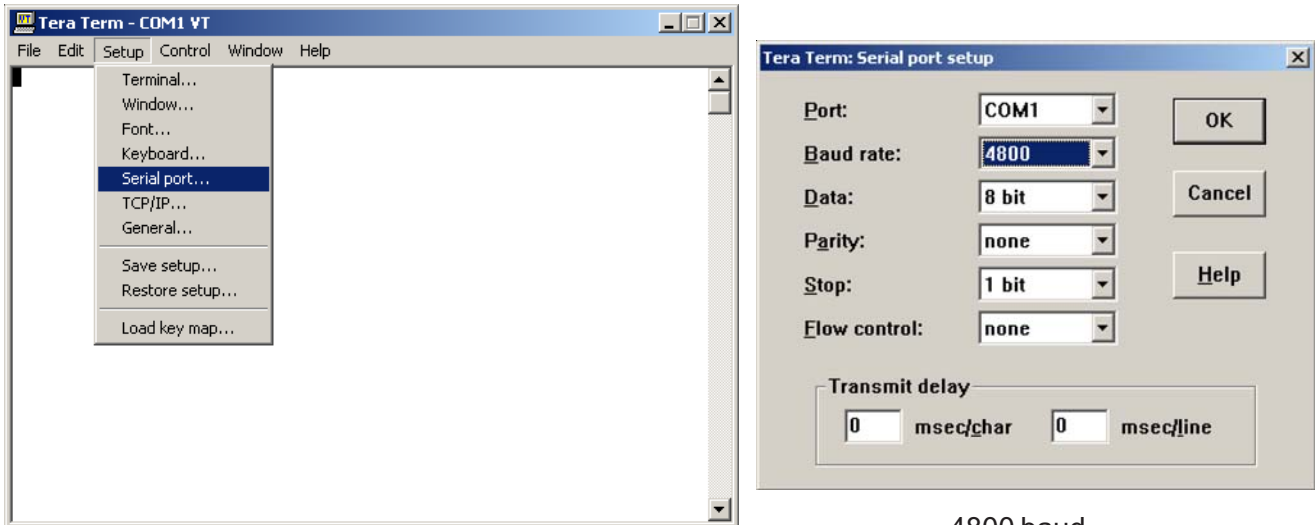 Tera Term - COM1 VT
File Edit Setup Control Window Help
Terminal...
Window...
Font...
Keyboard...
Serial port...
TCP/IP...
General...
Save setup...
Restore setup...
Load key map...
Tera Term: Serial port setup
Port: COM1
OK
Baud rate: 4800
Data: 8 bit
Cancel
Parity: none
Stop: 1 bit
Help
Flow control: none
Transmit delay
0 msec/char 0 msec/line
4800 baud